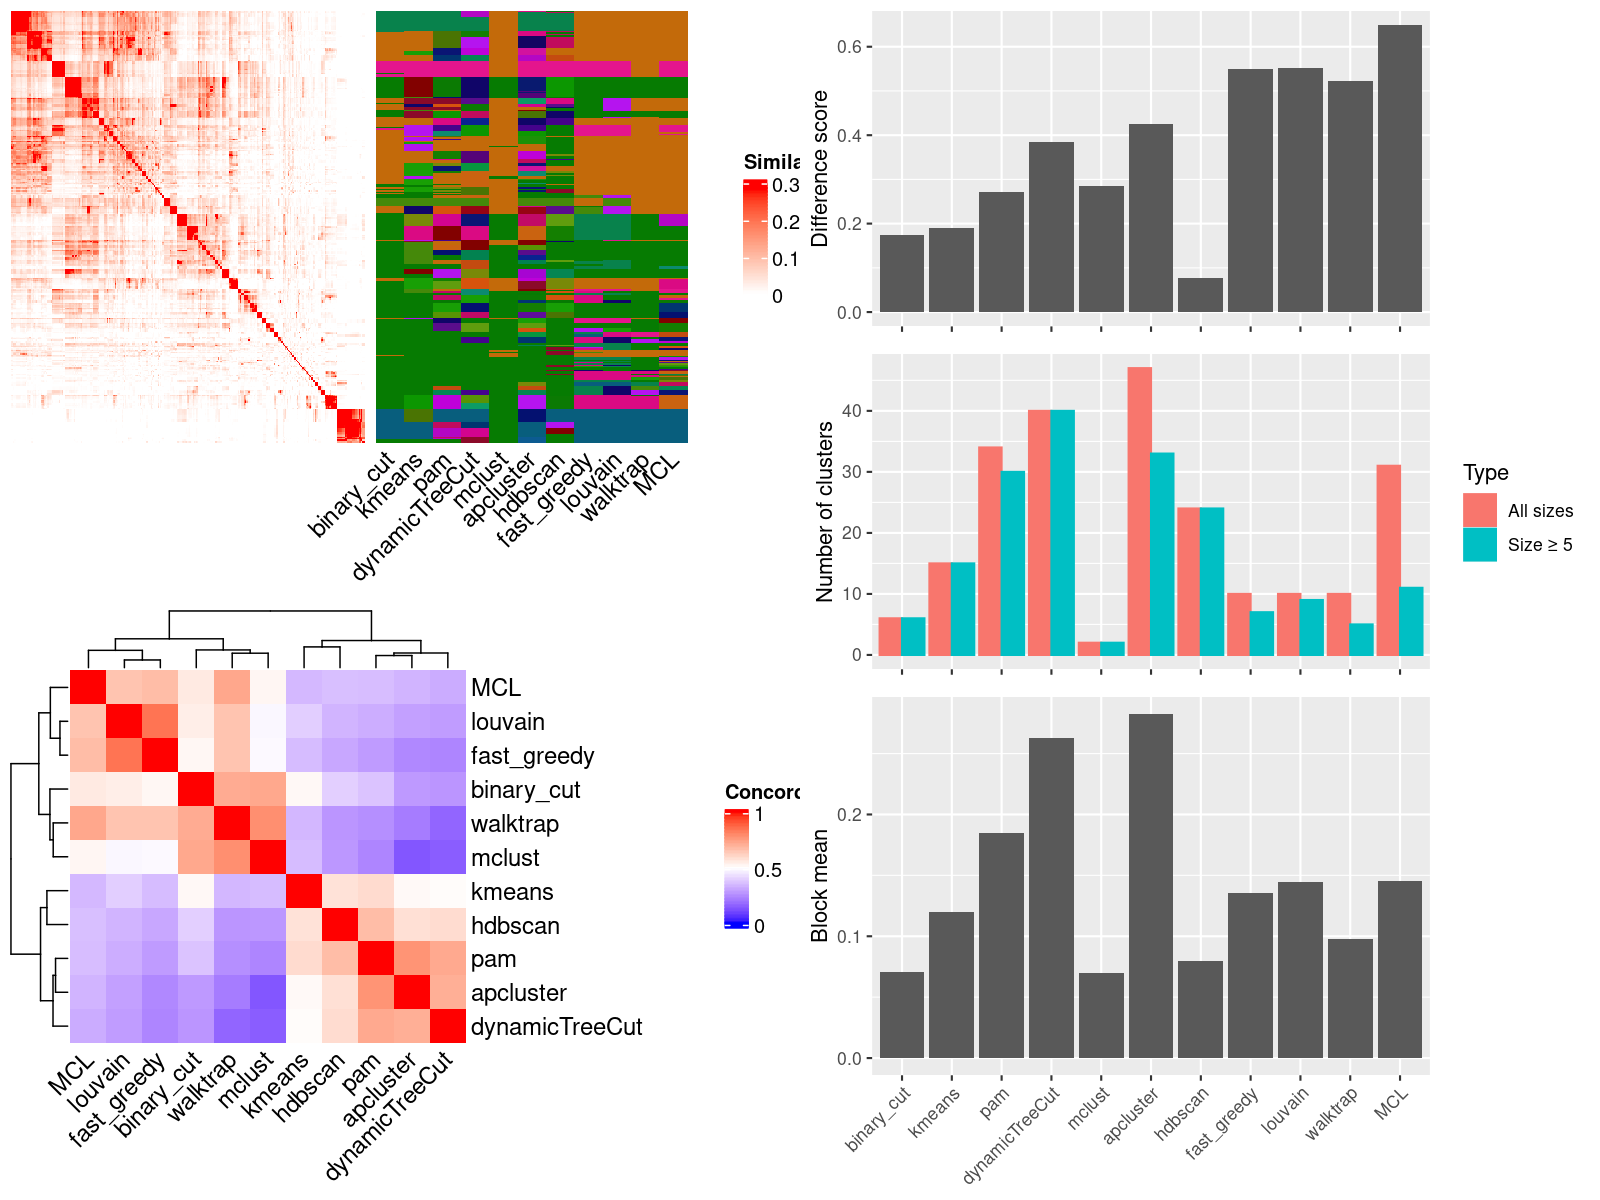 Simila
0.3
0.2
0.1
0
binary_cut
kmeans
pam
dynamicTreeCut
mclust
apcluster
hdbscan
fast_greedy
louvain
walktrap
MCL
MCL
louvain
fast_greedy
binary_cut
walktrap
mclust
kmeans
hdbscan
pam
apcluster
dynamicTreeCut
MCL
louvain
fast_greedy
binary_cut
walktrap
mclust
kmeans
hdbscan
pam
apcluster
dynamicTreeCut
Concord
1
0.5
0
Difference score
0.6
0.4
0.2
0.0
Number of clusters
40
30
20
10
0
Type
All sizes
Size ≥ 5
Block mean
0.2
0.1
0.0
binary_cut
kmeans
pam
dynamicTreeCut
mclust
apcluster
hdbscan
fast_greedy
louvain
walktrap
MCL